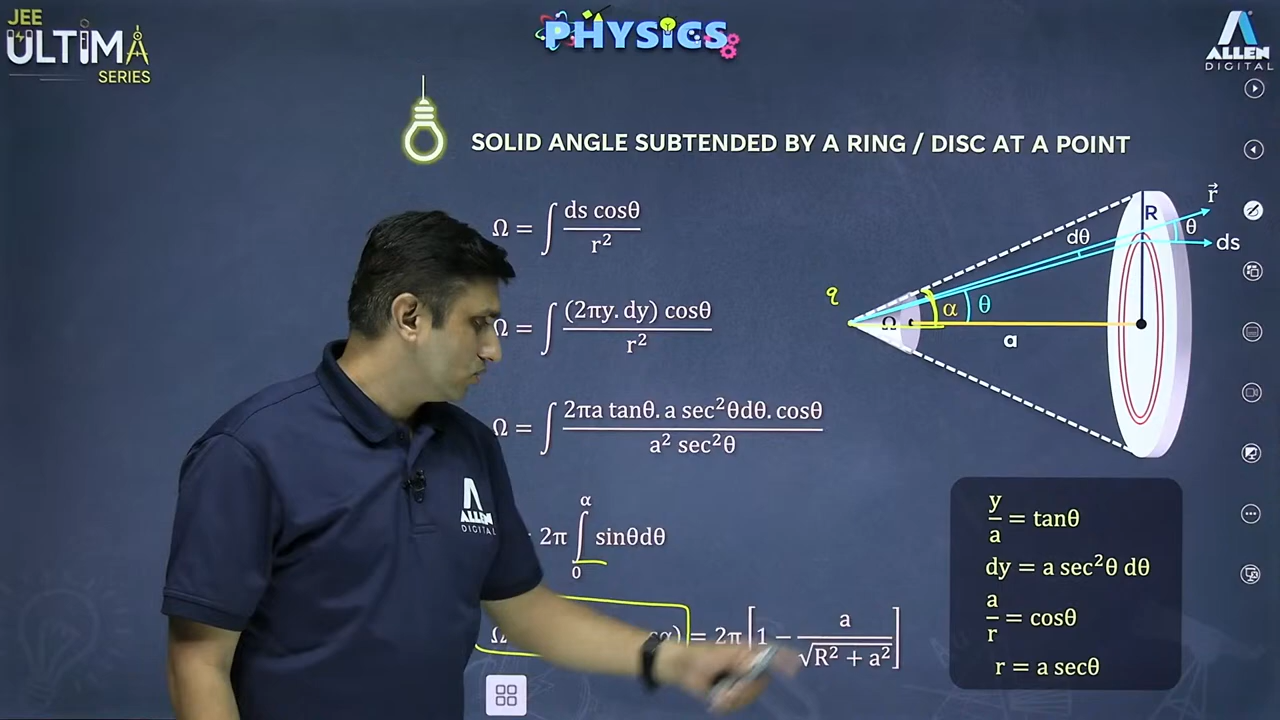 JEE
ULTIMA
SERIES
PHYSICS
ALLEN
DIGITAL
SOLID ANGLE SUBTENDED BY A RING / DISC AT A POINT
Ω = ∫ ds cosθ / r²
Ω = ∫ (2πy. dy) cosθ / r²
Ω = ∫ 2πa tanθ. a sec²θdθ. cosθ / a² sec²θ
2π ∫₀^α sinθdθ
Ω α) = 2π [1 − a / √R² + a²]
q
Ω
α
θ
a
dθ
R
r⃗
θ
ds
y/a = tanθ
dy = a sec²θ dθ
a/r = cosθ
r = a secθ
ALLEN
DIGITAL